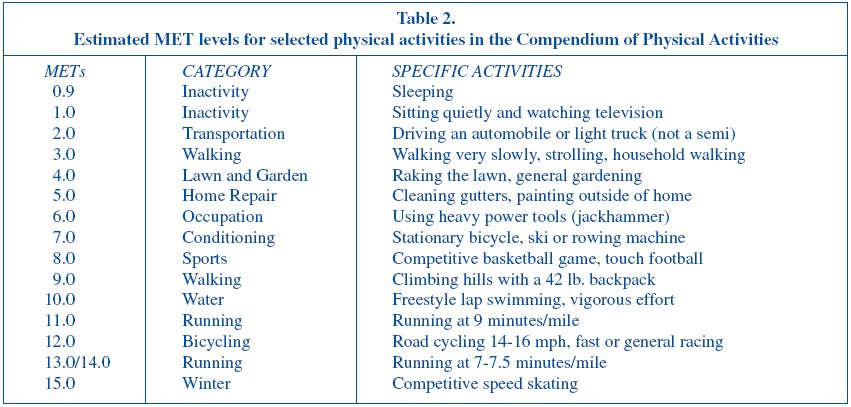 Table 2.
Estimated MET levels for selected physical activities in the Compendium of Physical Activities
METs CATEGORY SPECIFIC ACTIVITIES
0.9 Inactivity Sleeping
1.0 Inactivity Sitting quietly and watching television
2.0 Transportation Driving an automobile or light truck (not a semi)
3.0 Walking Walking very slowly, strolling, household walking
4.0 Lawn and Garden Raking the lawn, general gardening
5.0 Home Repair Cleaning gutters, painting outside of home
6.0 Occupation Using heavy power tools (jackhammer)
7.0 Conditioning Stationary bicycle, ski or rowing machine
8.0 Sports Competitive basketball game, touch football
9.0 Walking Climbing hills with a 42 lb. backpack
10.0 Water Freestyle lap swimming, vigorous effort
11.0 Running Running at 9 minutes/mile
12.0 Bicycling Road cycling 14-16 mph, fast or general racing
13.0/14.0 Running Running at 7-7.5 minutes/mile
15.0 Winter Competitive speed skating